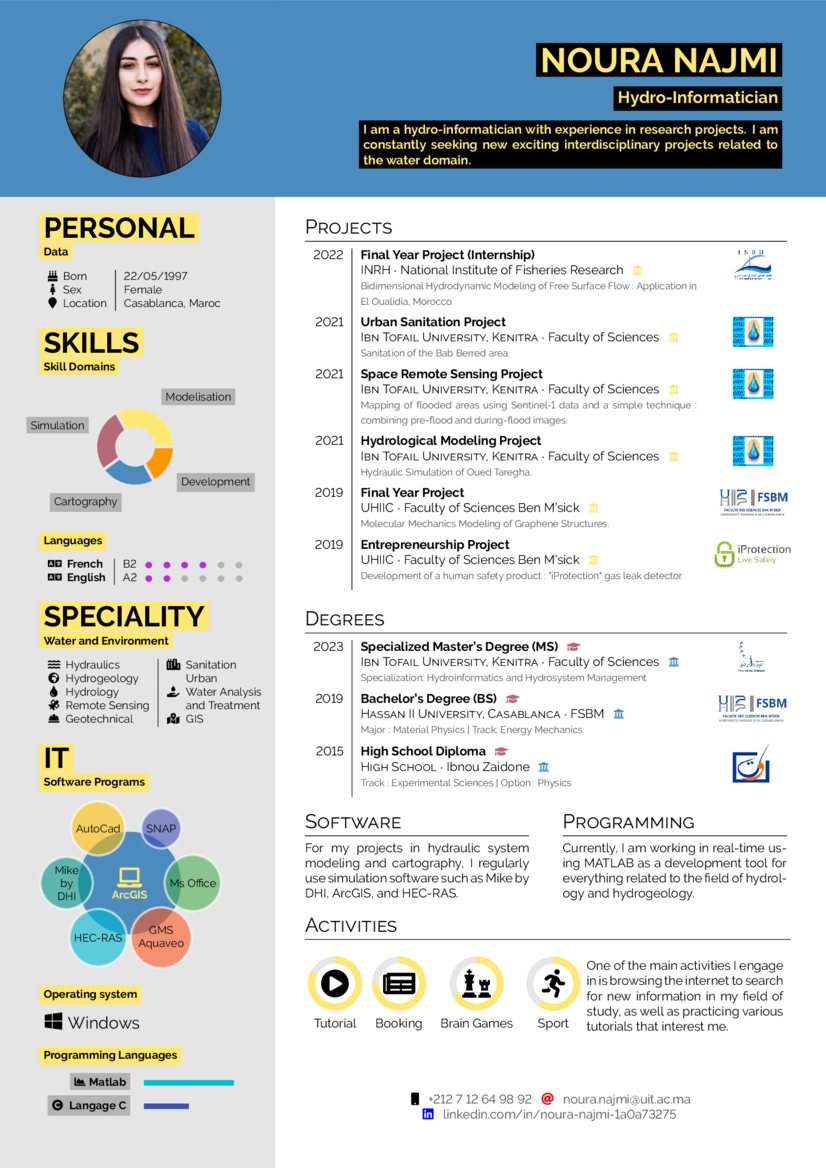 NOURA NAJMI
Hydro-Informatician
I am a hydro-informatician with experience in research projects. I am
constantly seeking new exciting interdisciplinary projects related to
the water domain.
PERSONAL
Data
Born 22/05/1997
Sex Female
Location Casablanca, Maroc
SKILLS
Skill Domains
Modelisation
Simulation
Development
Cartography
Languages
French B2
English A2
SPECIALITY
Water and Environment
Hydraulics
Hydrogeology
Hydrology
Remote Sensing
Geotechnical
Sanitation
Urban
Water Analysis
and Treatment
GIS
IT
Software Programs
AutoCad
SNAP
Mike
by
DHI
ArcGIS
Ms Office
HEC-RAS
GMS
Aquaveo
Operating system
Windows
Programming Languages
Matlab
Langage C
PROJECTS
2022 Final Year Project (Internship)
INRH · National Institute of Fisheries Research
Bidimensional Hydrodynamic Modeling of Free Surface Flow : Application in
El Oualidia, Morocco.
I N R H
2021 Urban Sanitation Project
IBN TOFAIL UNIVERSITY, KENITRA · Faculty of Sciences
Sanitation of the Bab Berred area.
2021 Space Remote Sensing Project
IBN TOFAIL UNIVERSITY, KENITRA · Faculty of Sciences
Mapping of flooded areas using Sentinel-1 data and a simple technique :
combining pre-flood and during-flood images.
2021 Hydrological Modeling Project
IBN TOFAIL UNIVERSITY, KENITRA · Faculty of Sciences
Hydraulic Simulation of Oued Taregha.
2019 Final Year Project
UHIIC · Faculty of Sciences Ben M'sick
Molecular Mechanics Modeling of Graphene Structures.
FSBM
2019 Entrepreneurship Project
UHIIC · Faculty of Sciences Ben M'sick
Development of a human safety product : "iProtection" gas leak detector.
iProtection
Live Safely
DEGREES
2023 Specialized Master's Degree (MS)
IBN TOFAIL UNIVERSITY, KENITRA · Faculty of Sciences
Specialization: Hydroinformatics and Hydrosystem Management
2019 Bachelor's Degree (BS)
HASSAN II UNIVERSITY, CASABLANCA · FSBM
Major : Material Physics | Track: Energy Mechanics
FSBM
2015 High School Diploma
HIGH SCHOOL · Ibnou Zaidone
Track : Experimental Sciences | Option : Physics
SOFTWARE
For my projects in hydraulic system
modeling and cartography, I regularly
use simulation software such as Mike by
DHI, ArcGIS, and HEC-RAS.
PROGRAMMING
Currently, I am working in real-time us-
ing MATLAB as a development tool for
everything related to the field of hydrol-
ogy and hydrogeology.
ACTIVITIES
Tutorial
Booking
Brain Games
Sport
One of the main activities I engage
in is browsing the internet to search
for new information in my field of
study, as well as practicing various
tutorials that interest me.
+212 7 12 64 98 92 noura.najmi@uit.ac.ma
linkedin.com/in/noura-najmi-1a0a73275